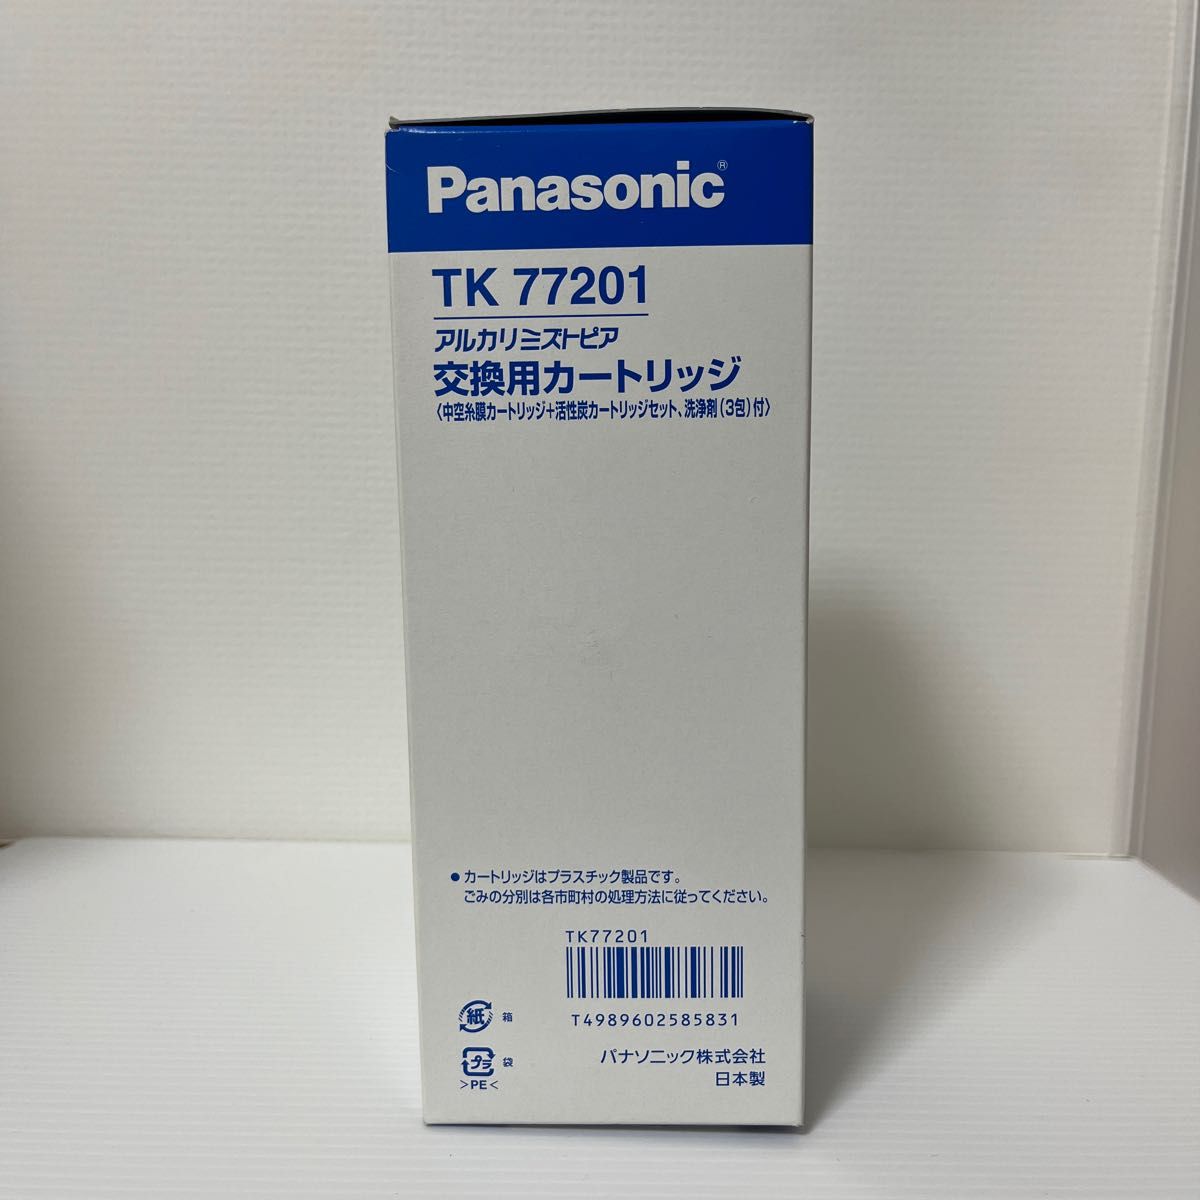 Panasonic®
TK 77201
アルカリミズトピア
交換用カートリッジ
〈中空糸膜カートリッジ+活性炭カートリッジセット、洗浄剤(3包)付〉
●カートリッジはプラスチック製品です。
ごみの分別は各市町村の処理方法に従ってください。
TK77201
T4989602585831
紙 箱
プラ 袋
>PE<
パナソニック株式会社
日本製